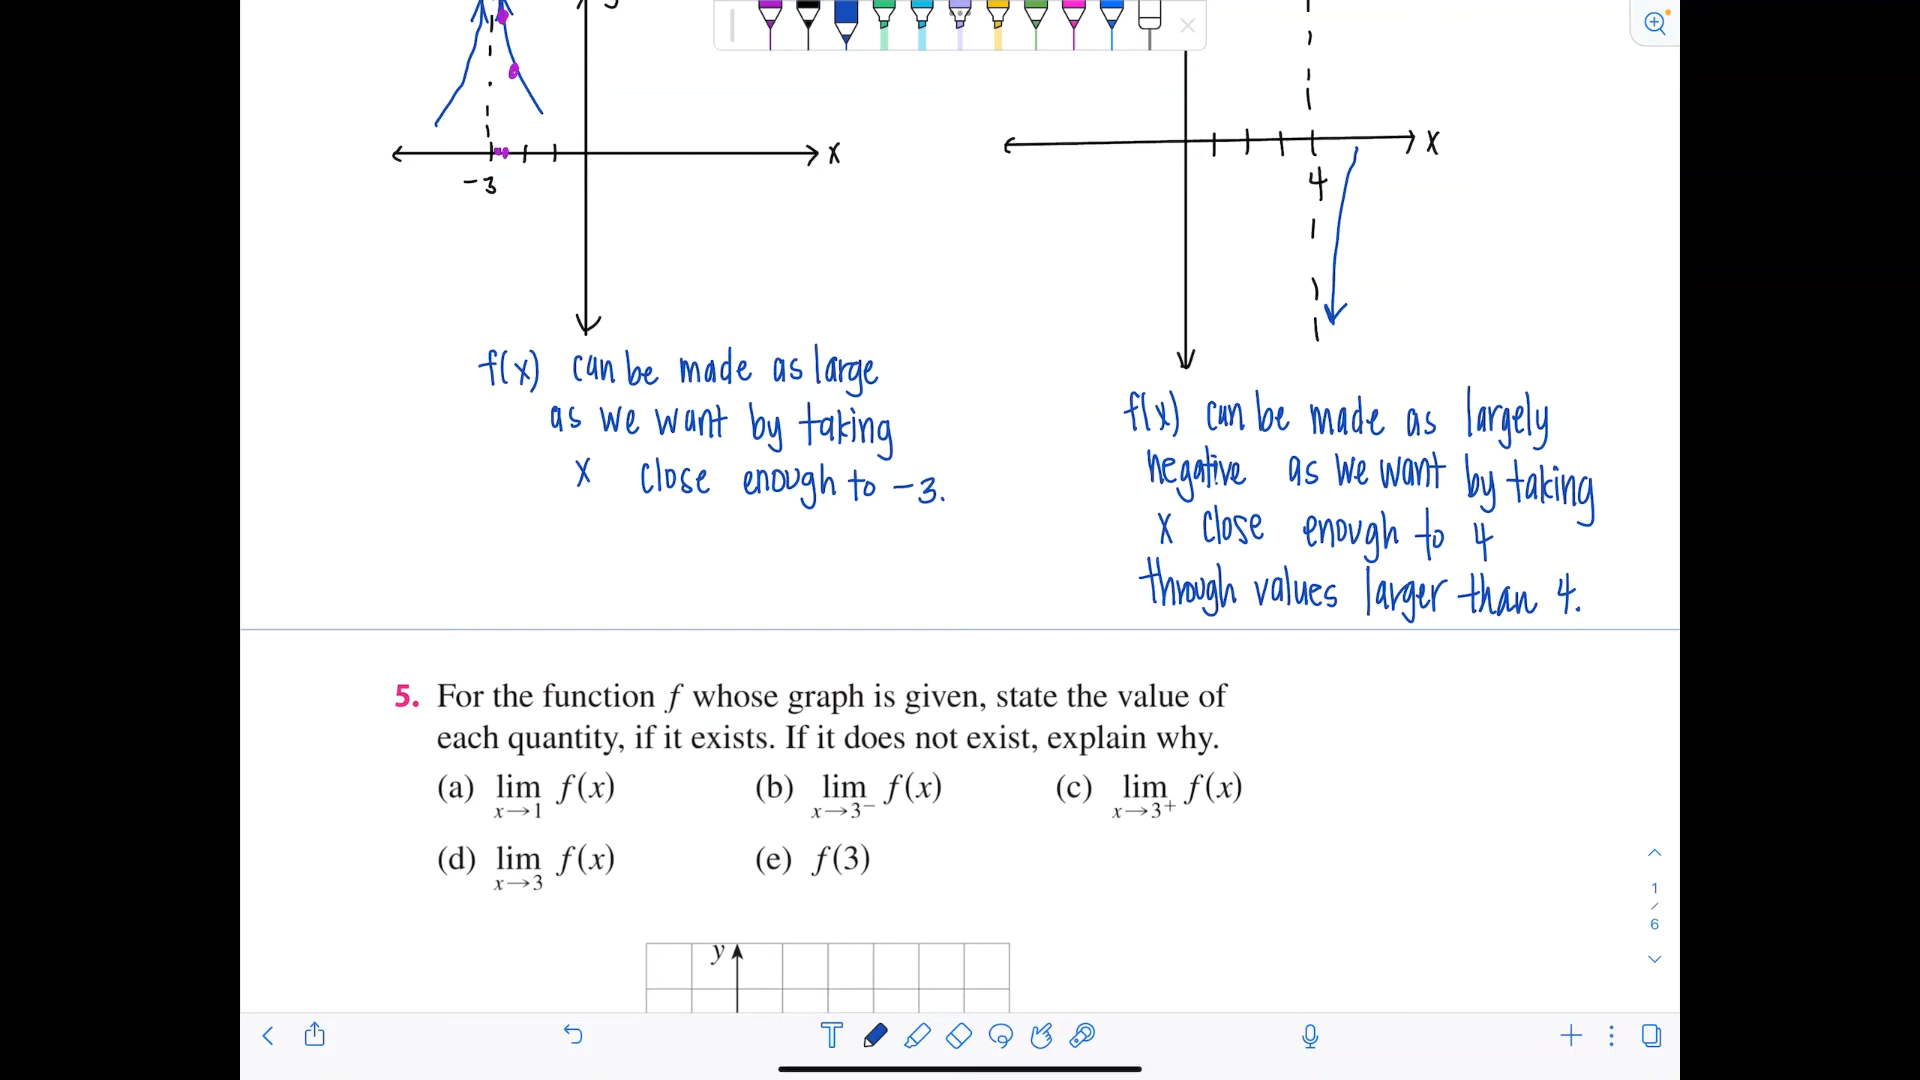 x
-3
x
4
f(x) can be made as large
as we want by taking
x close enough to -3.
f(x) can be made as largely
negative as we want by taking
x close enough to 4
through values larger than 4.
5. For the function f whose graph is given, state the value of
each quantity, if it exists. If it does not exist, explain why.
(a) lim x→1 f(x) (b) lim x→3⁻ f(x) (c) lim x→3⁺ f(x)
(d) lim x→3 f(x) (e) f(3)
y
1
/
6
T